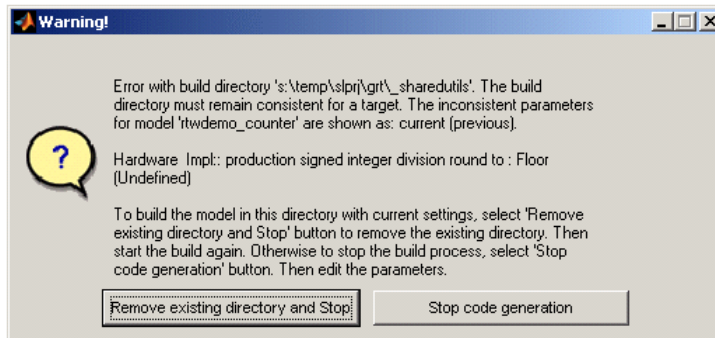 Warning!
Error with build directory 's:\temp\slprj\grt\_sharedutils'. The build
directory must remain consistent for a target. The inconsistent parameters
for model 'rtwdemo_counter' are shown as: current (previous).
?
Hardware  Impl:: production signed integer division round to : Floor
(Undefined)
To build the model in this directory with current settings, select 'Remove
existing directory and Stop' button to remove the existing directory. Then
start the build again. Otherwise to stop the build process, select 'Stop
code generation' button. Then edit the parameters.
Remove existing directory and Stop
Stop code generation